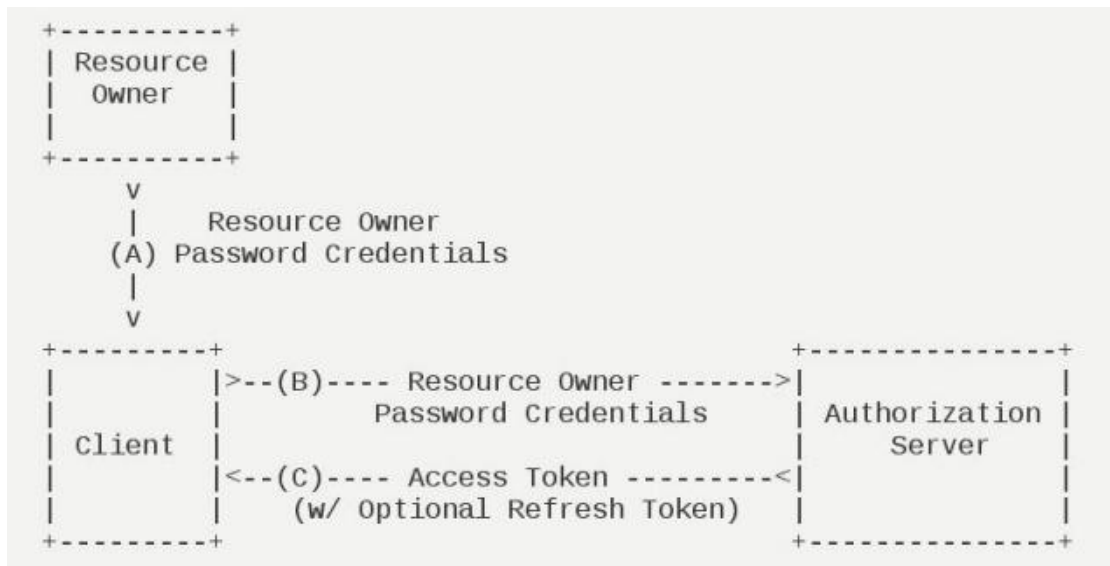 +----------+
| Resource |
|  Owner   |
|          |
+----------+
     v
     |    Resource Owner
    (A) Password Credentials
     |
     v
+---------+                                  +---------------+
|         |>--(B)---- Resource Owner ------->|               |
|         |         Password Credentials     | Authorization |
| Client  |                                  |     Server    |
|         |<--(C)---- Access Token ---------<|               |
|         |    (w/ Optional Refresh Token)   |               |
+---------+                                  +---------------+